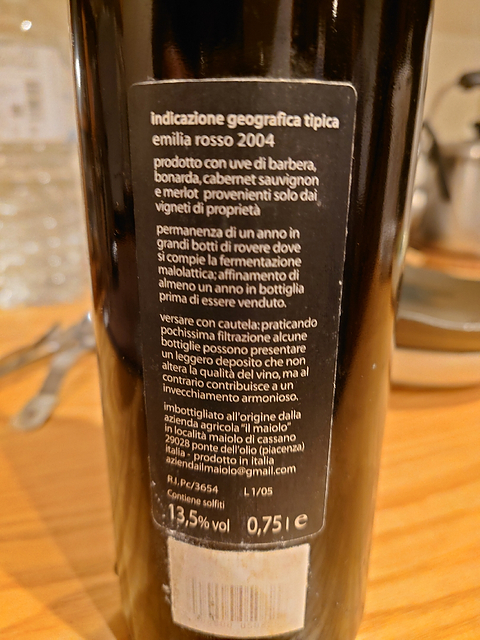 indicazione geografica tipica
emilia rosso 2004
prodotto con uve di barbera,
bonarda, cabernet sauvignon
e merlot provenienti solo dai
vigneti di proprietà
permanenza di un anno in
grandi botti di rovere dove
si compie la fermentazione
malolattica; affinamento di
almeno un anno in bottiglia
prima di essere venduto.
versare con cautela: praticando
pochissima filtrazione alcune
bottiglie possono presentare
un leggero deposito che non
altera la qualità del vino, ma al
contrario contribuisce a un
invecchiamento armonioso.
imbottigliato all'origine dalla
azienda agricola "il maiolo"
in località maiolo di cassano
29028 ponte dell'olio (piacenza)
italia - prodotto in italia
aziendailmaiolo@gmail.com
R.I.Pc/3654 L 1/05
contiene solfiti
13,5% vol 0,75 l e